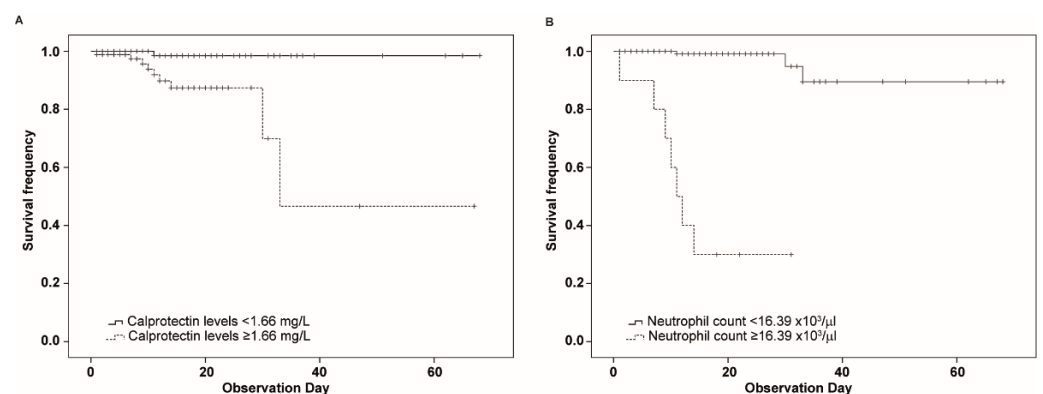 A
Survival frequency
1.0
0.8
0.6
0.4
0.2
0.0
Calprotectin levels <1.66 mg/L
Calprotectin levels ≥1.66 mg/L
0 20 40 60
Observation Day
B
Survival frequency
1.0
0.8
0.6
0.4
0.2
0.0
Neutrophil count <16.39 x10³/μl
Neutrophil count ≥16.39 x10³/μl
0 20 40 60
Observation Day